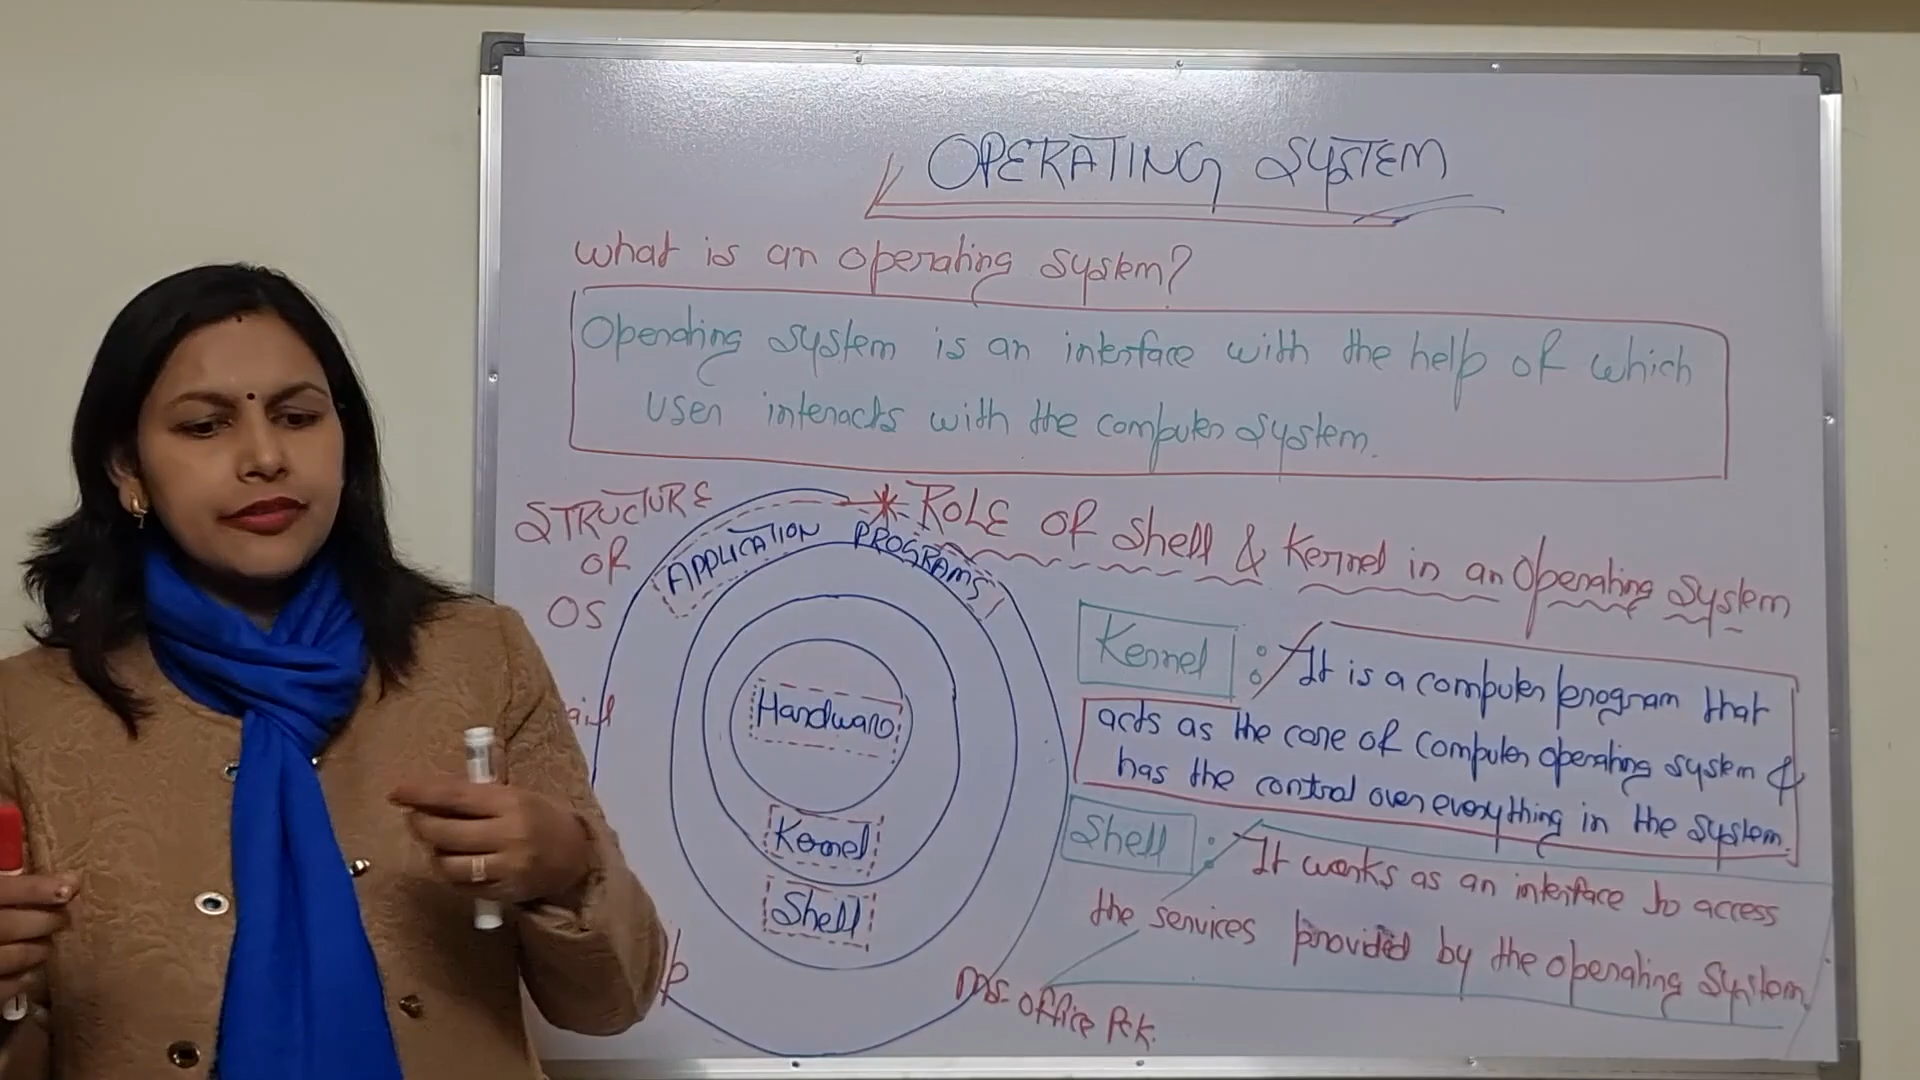 OPERATING SYSTEM
What is an operating system?
Operating system is an interface with the help of which
user interacts with the computer system.
STRUCTURE
OF
OS
APPLICATION PROGRAMS
Hardware
Kernel
Shell
MS-Office Pck.
* ROLE OF Shell & Kernel in an Operating System
Kernel : It is a computer program that
acts as the core of computer operating system &
has the control over everything in the system.
Shell : It works as an interface to access
the services provided by the operating System.